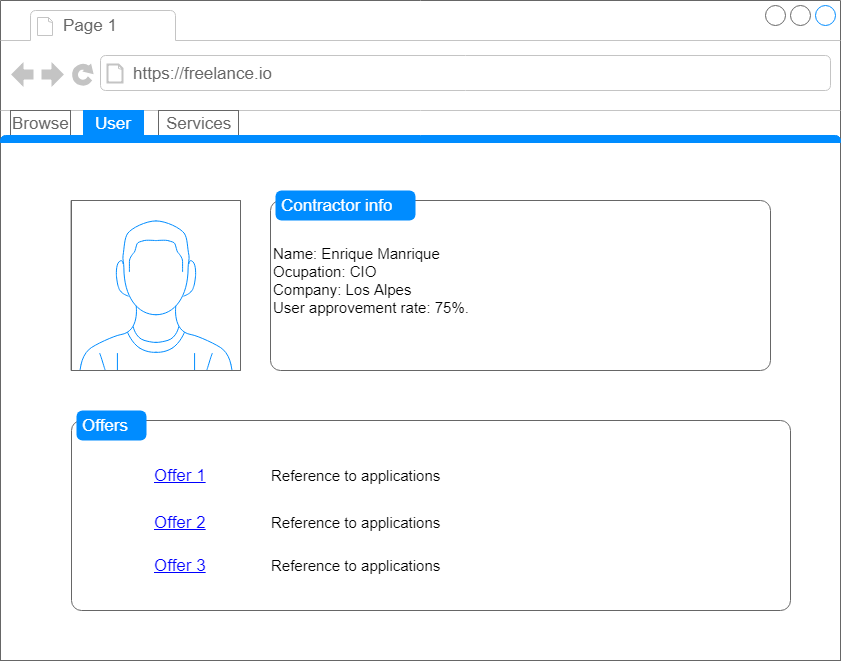 Page 1
https://freelance.io
Browse User Services
Contractor info
Name: Enrique Manrique
Ocupation: CIO
Company: Los Alpes
User approvement rate: 75%.
Offers
Offer 1 Reference to applications
Offer 2 Reference to applications
Offer 3 Reference to applications